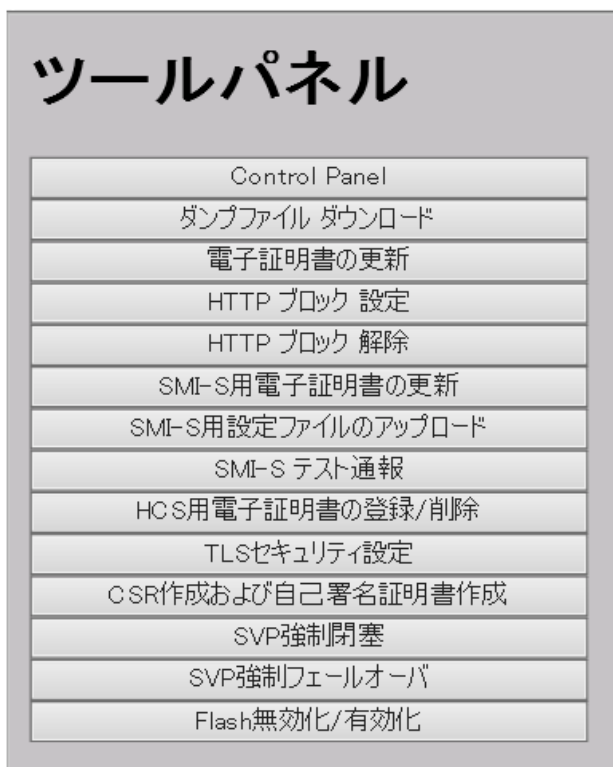 ツールパネル
Control Panel
ダンプファイル ダウンロード
電子証明書の更新
HTTP ブロック 設定
HTTP ブロック 解除
SMI-S用電子証明書の更新
SMI-S用設定ファイルのアップロード
SMI-S テスト通報
HCS用電子証明書の登録/削除
TLSセキュリティ設定
CSR作成および自己署名証明書作成
SVP強制閉塞
SVP強制フェールオーバ
Flash無効化/有効化